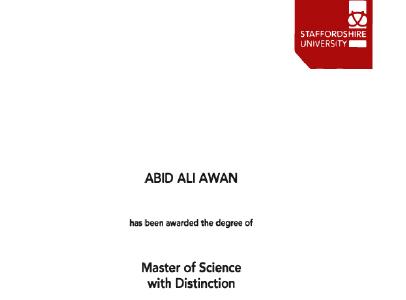 STAFFORDSHIRE
UNIVERSITY
ABID ALI AWAN
has been awarded the degree of
Master of Science
with Distinction